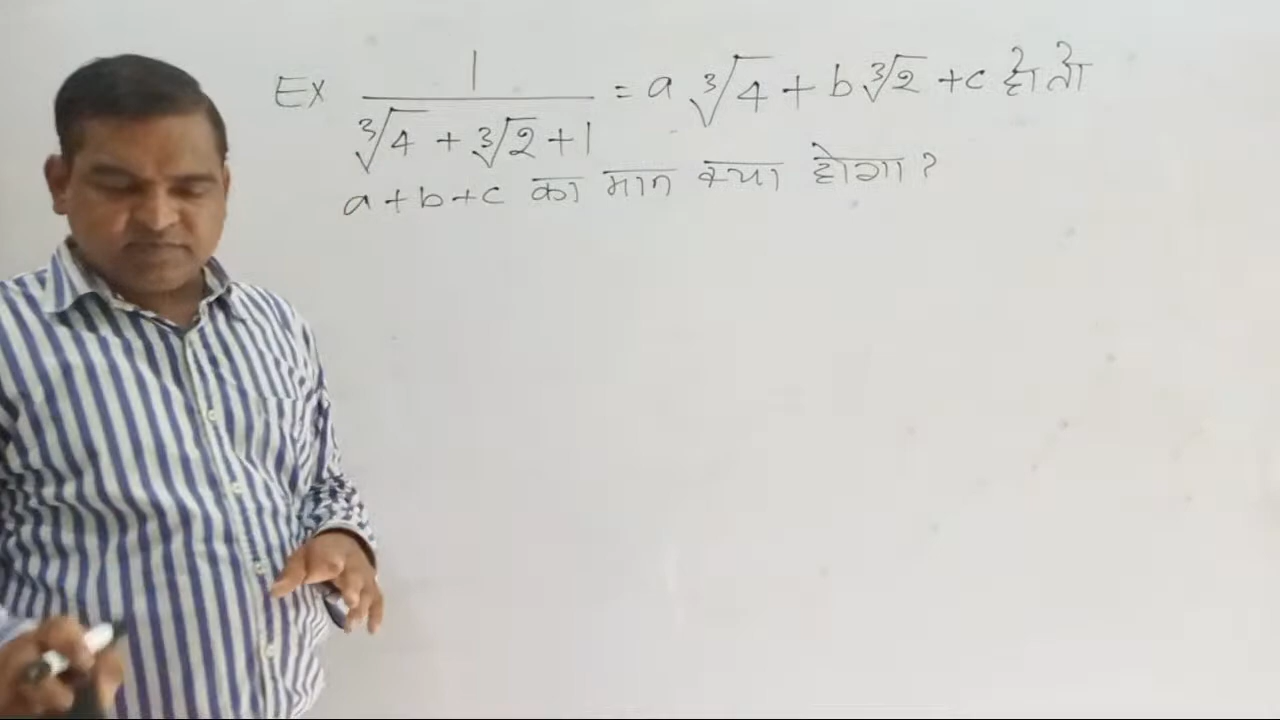 Ex 1/(∛4 + ∛2 + 1) = a ∛4 + b ∛2 + c हो तो
a + b + c का मान क्या होगा ?